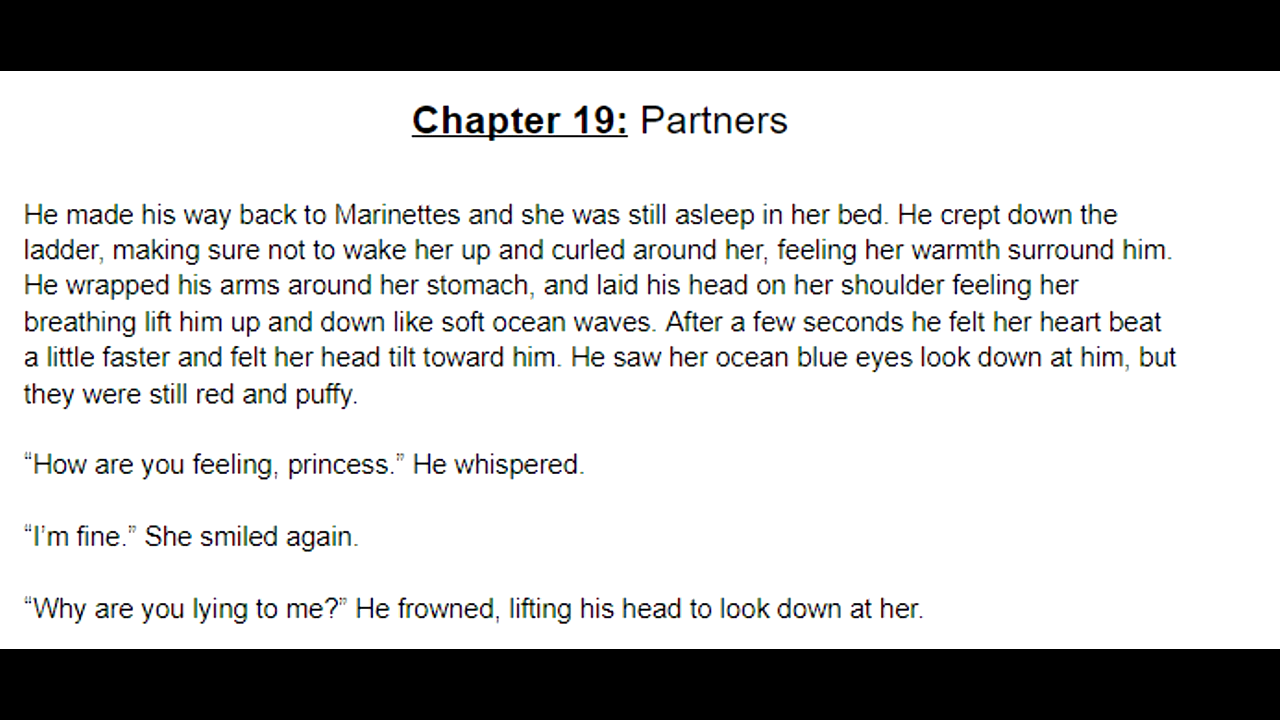 Chapter 19: Partners
He made his way back to Marinettes and she was still asleep in her bed. He crept down the
ladder, making sure not to wake her up and curled around her, feeling her warmth surround him.
He wrapped his arms around her stomach, and laid his head on her shoulder feeling her
breathing lift him up and down like soft ocean waves. After a few seconds he felt her heart beat
a little faster and felt her head tilt toward him. He saw her ocean blue eyes look down at him, but
they were still red and puffy.
“How are you feeling, princess.” He whispered.
“I’m fine.” She smiled again.
“Why are you lying to me?” He frowned, lifting his head to look down at her.